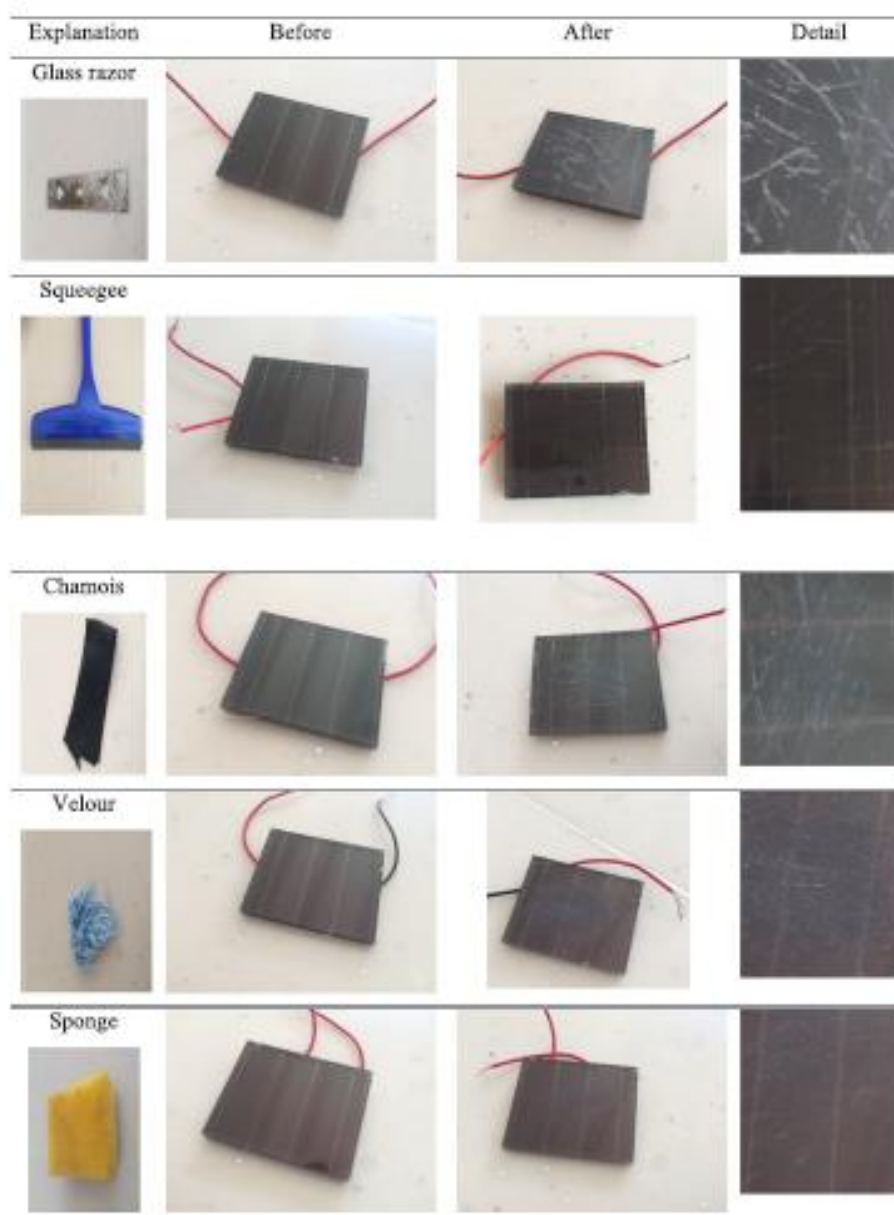 Explanation Before After Detail
Glass razor
Squeegee
Chamois
Velour
Sponge